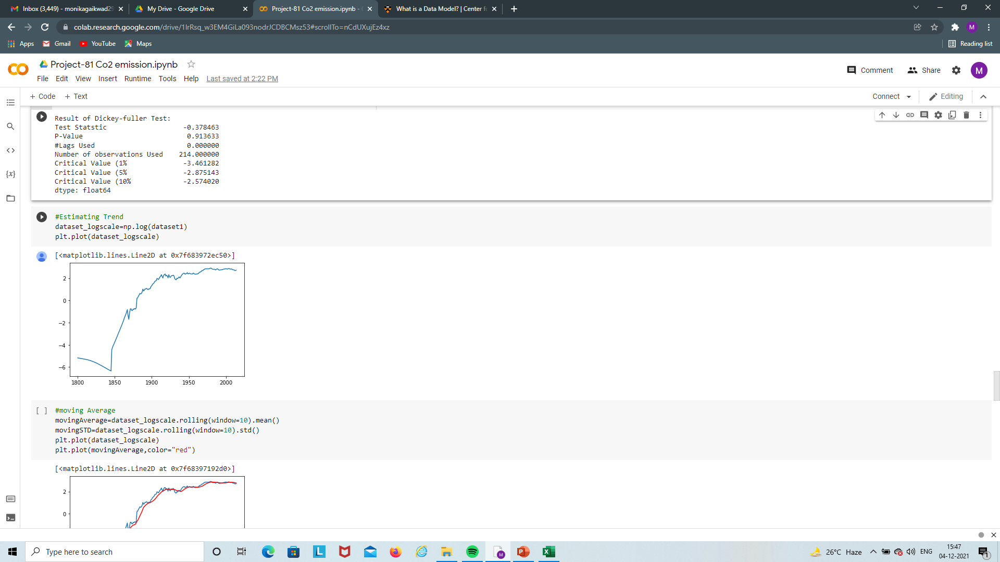 Inbox (3,449) - monikagaikwad29
My Drive - Google Drive
Project-81 Co2 emission.ipynb -
What is a Data Model? | Center f
colab.research.google.com/drive/1IrRsq_w3EM4GiLa093nodrJCDBCMsz53#scrollTo=nCdUXujEz4xz
M
Apps
Gmail
YouTube
Maps
Reading list
Project-81 Co2 emission.ipynb
Comment
Share
M
File Edit View Insert Runtime Tools Help Last saved at 2:22 PM
+ Code + Text
Connect
Editing
Result of Dickey-fuller Test:
Test Statstic -0.378463
P-Value 0.913633
#Lags Used 0.000000
Number of observations Used 214.000000
Critical Value (1% -3.461282
Critical Value (5% -2.875143
Critical Value (10% -2.574020
dtype: float64
#Estimating Trend
dataset_logscale=np.log(dataset1)
plt.plot(dataset_logscale)
[<matplotlib.lines.Line2D at 0x7f683972ec50>]
2
0
−2
−4
−6
1800 1850 1900 1950 2000
[ ] #moving Average
movingAverage=dataset_logscale.rolling(window=10).mean()
movingSTD=dataset_logscale.rolling(window=10).std()
plt.plot(dataset_logscale)
plt.plot(movingAverage,color="red")
[<matplotlib.lines.Line2D at 0x7f68397192d0>]
2
0
Type here to search
26°C Haze
ENG
15:47
04-12-2021
1